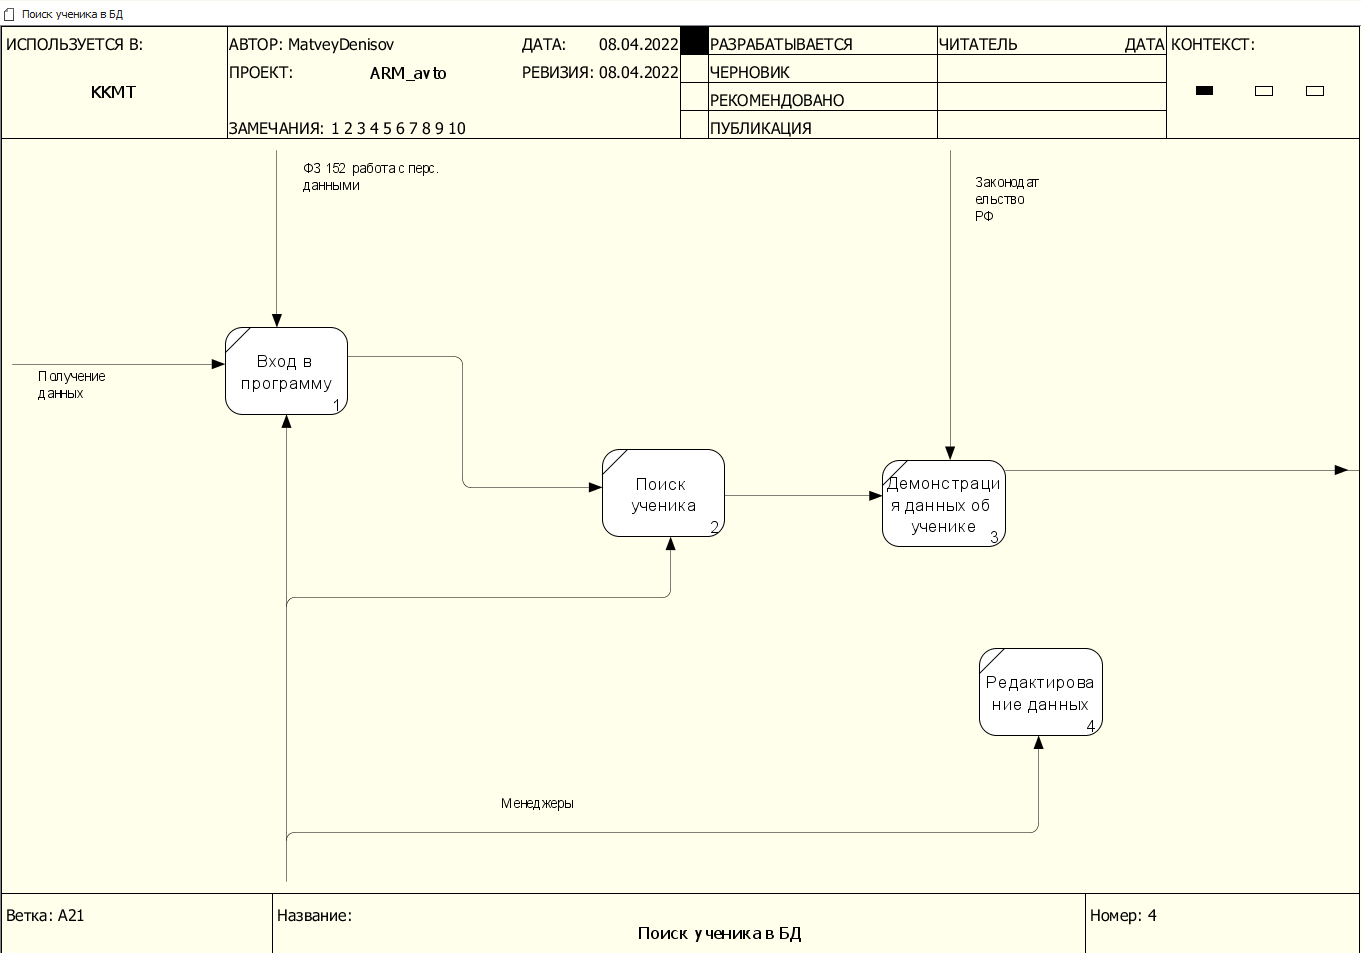 Поиск ученика в БД
ИСПОЛЬЗУЕТСЯ В:
ККМТ
АВТОР: MatveyDenisov
ДАТА: 08.04.2022
ПРОЕКТ: ARM_avto
РЕВИЗИЯ: 08.04.2022
ЗАМЕЧАНИЯ: 1 2 3 4 5 6 7 8 9 10
РАЗРАБАТЫВАЕТСЯ
ЧЕРНОВИК
РЕКОМЕНДОВАНО
ПУБЛИКАЦИЯ
ЧИТАТЕЛЬ
ДАТА
КОНТЕКСТ:
ФЗ 152 работа с перс.
данными
Законодат
ельство
РФ
Получение
данных
Вход в
программу
1
Поиск
ученика
2
Демонстраци
я данных об
ученике
3
Редактирова
ние данных
4
Менеджеры
Ветка: A21
Название:
Поиск ученика в БД
Номер: 4